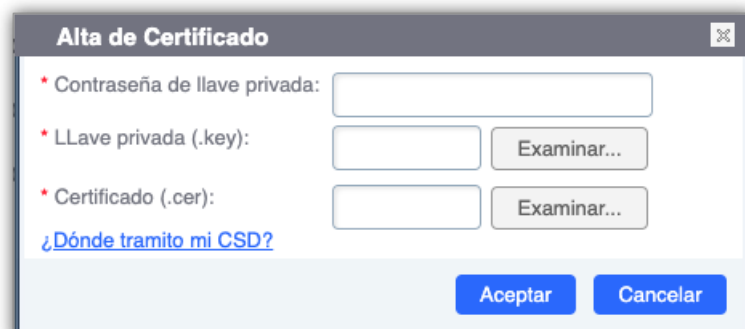 Alta de Certificado
* Contraseña de llave privada:
* LLave privada (.key):
Examinar...
* Certificado (.cer):
Examinar...
¿Dónde tramito mi CSD?
Aceptar Cancelar